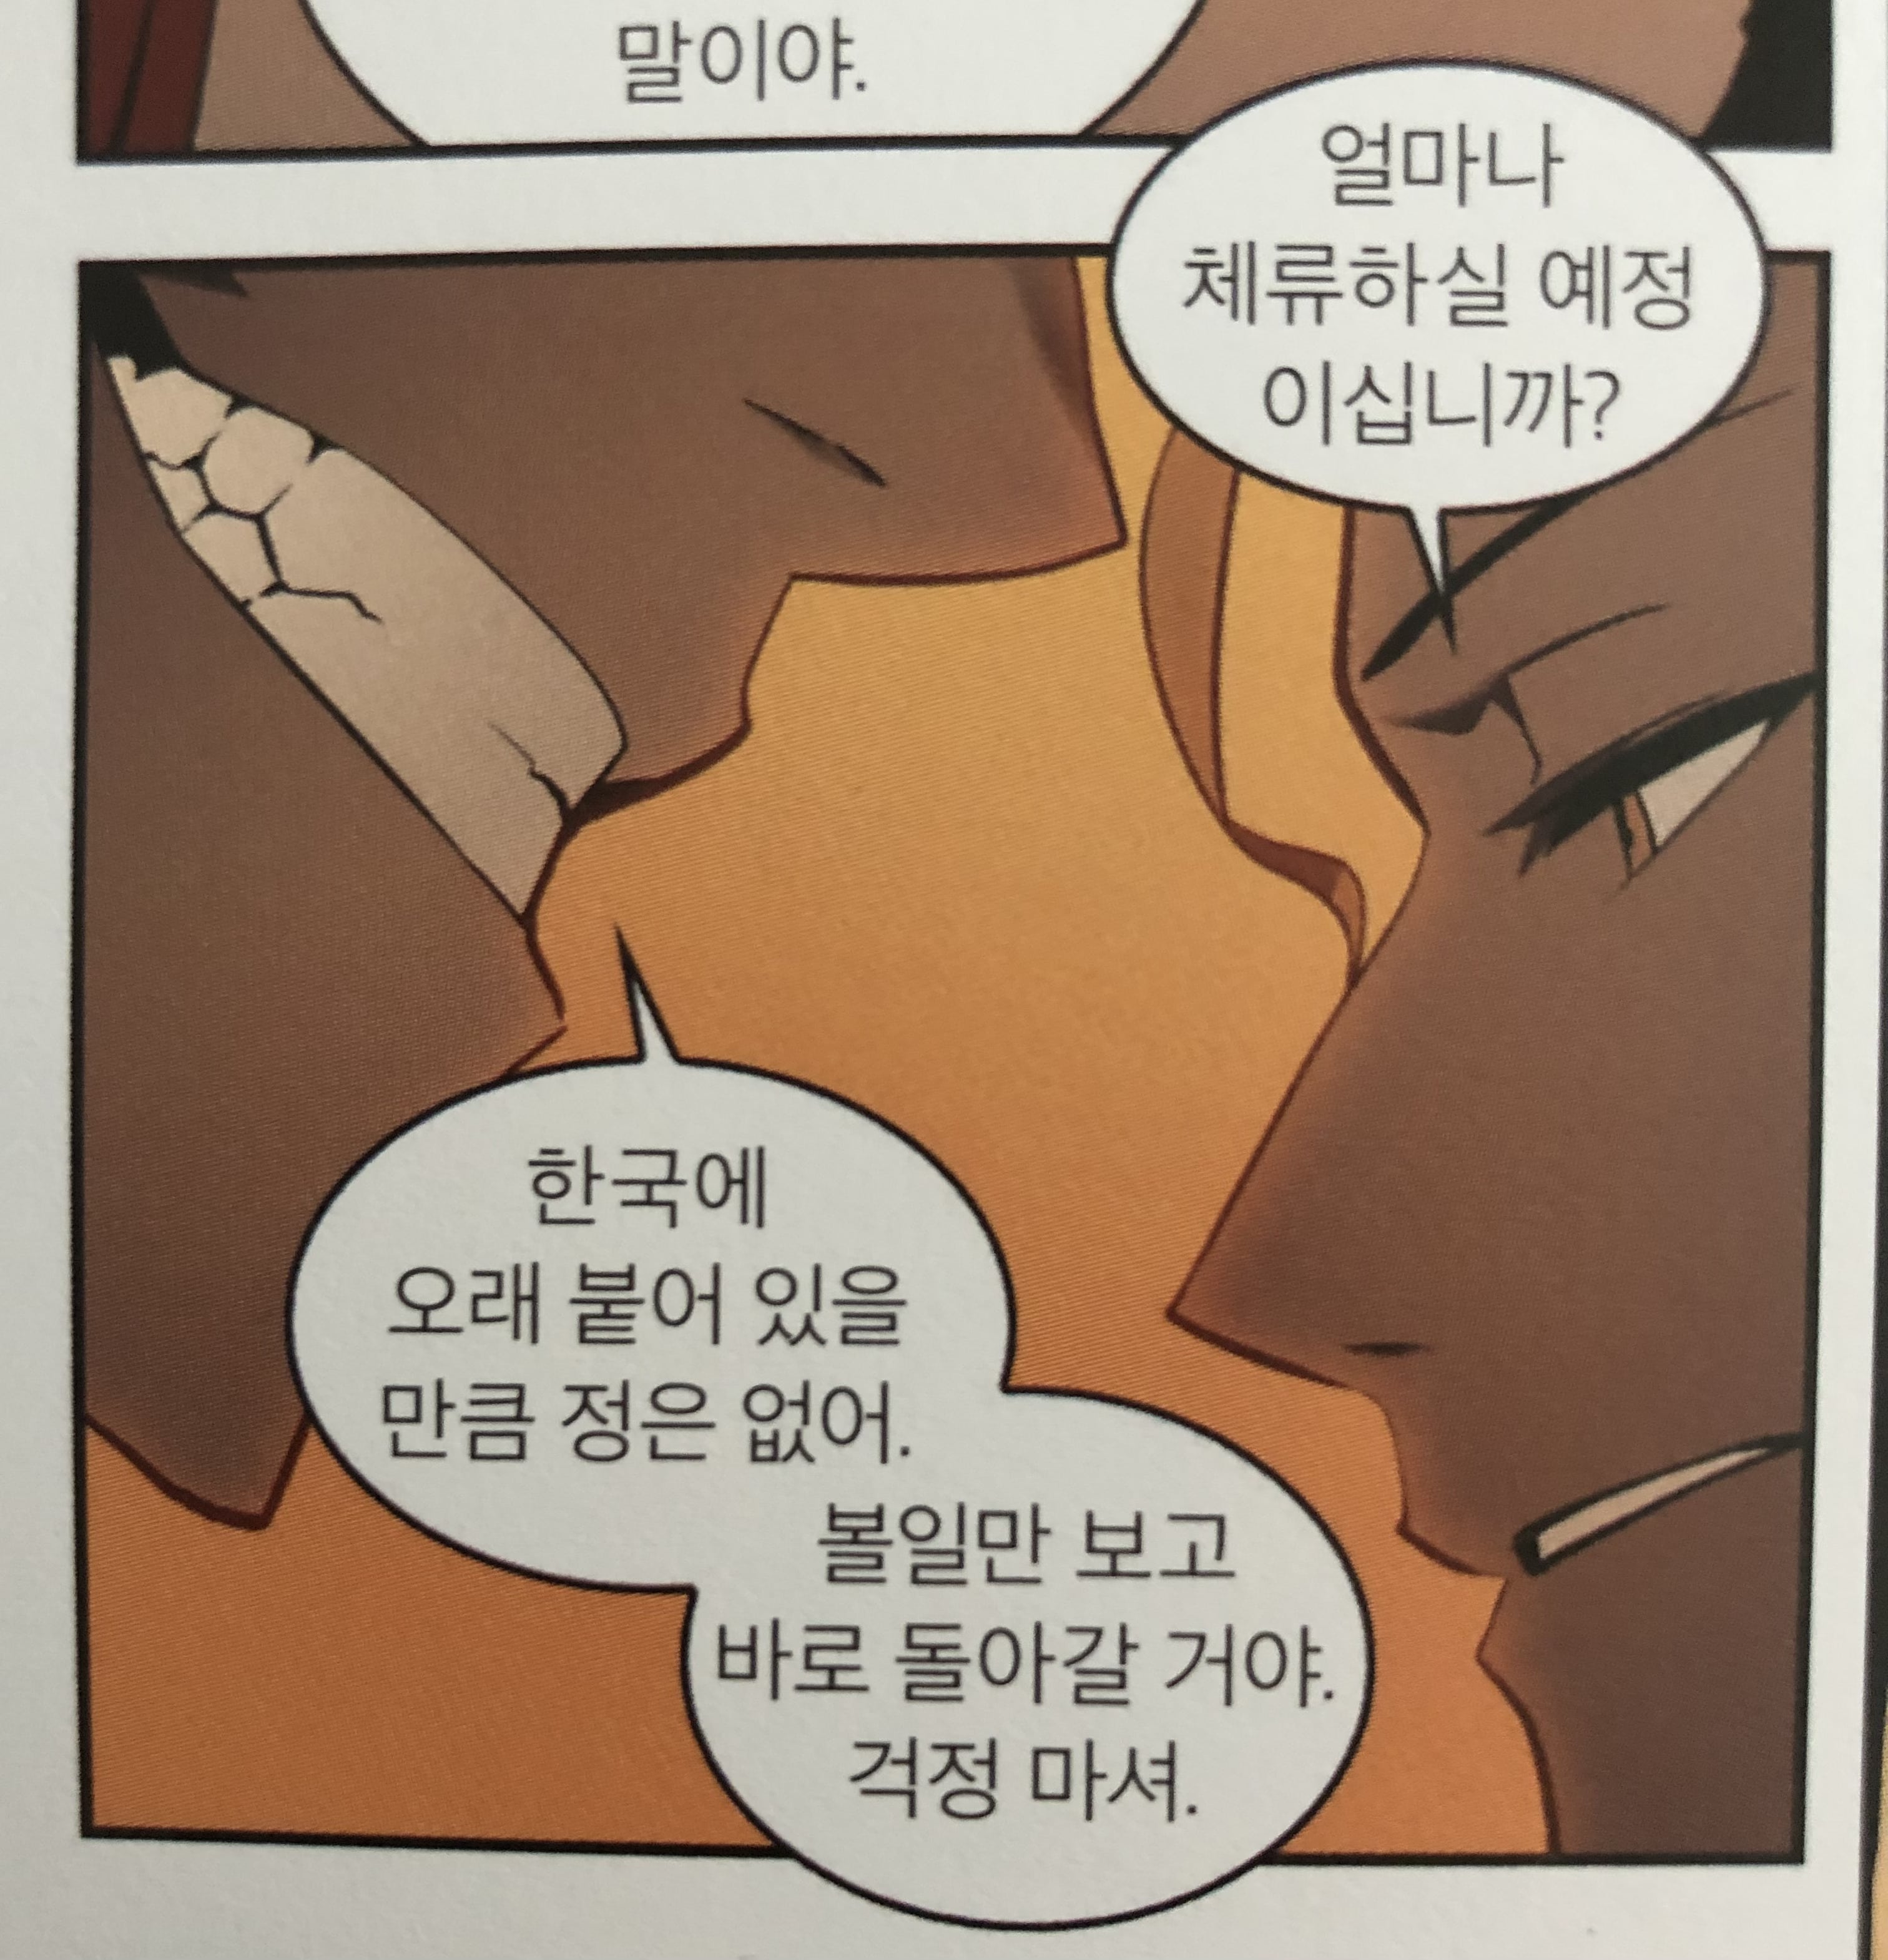 말이야.
얼마나
체류하실 예정
이십니까?
한국에
오래 붙어 있을
만큼 정은 없어.
볼일만 보고
바로 돌아갈 거야.
걱정 마셔.